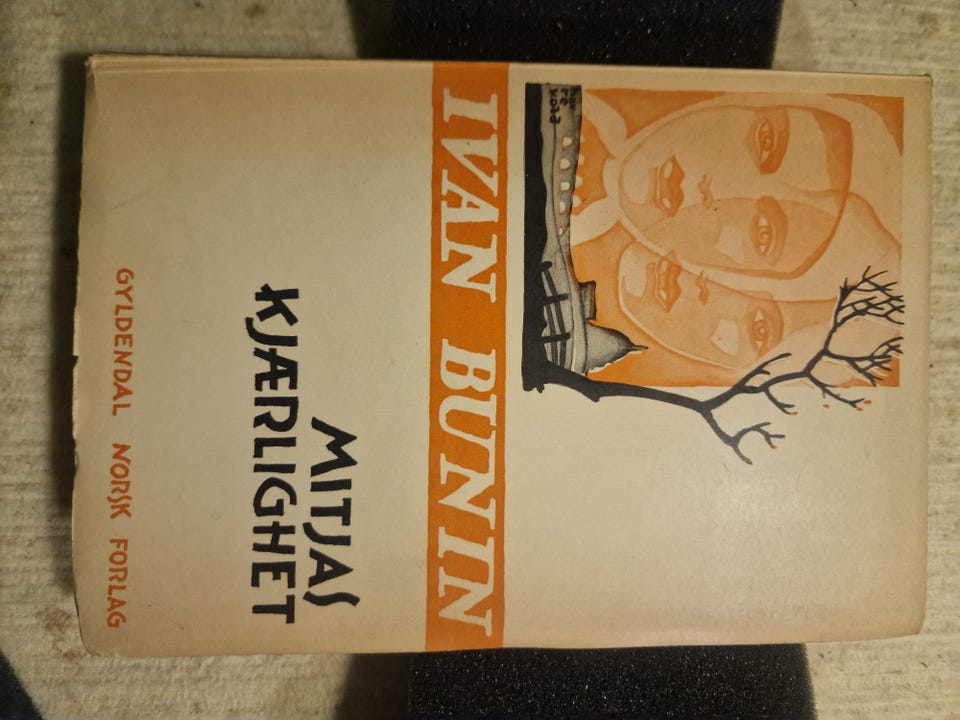 IVAN BUNIN
MITJAS
KJÆRLIGHET
GYLDENDAL NORSK FORLAG